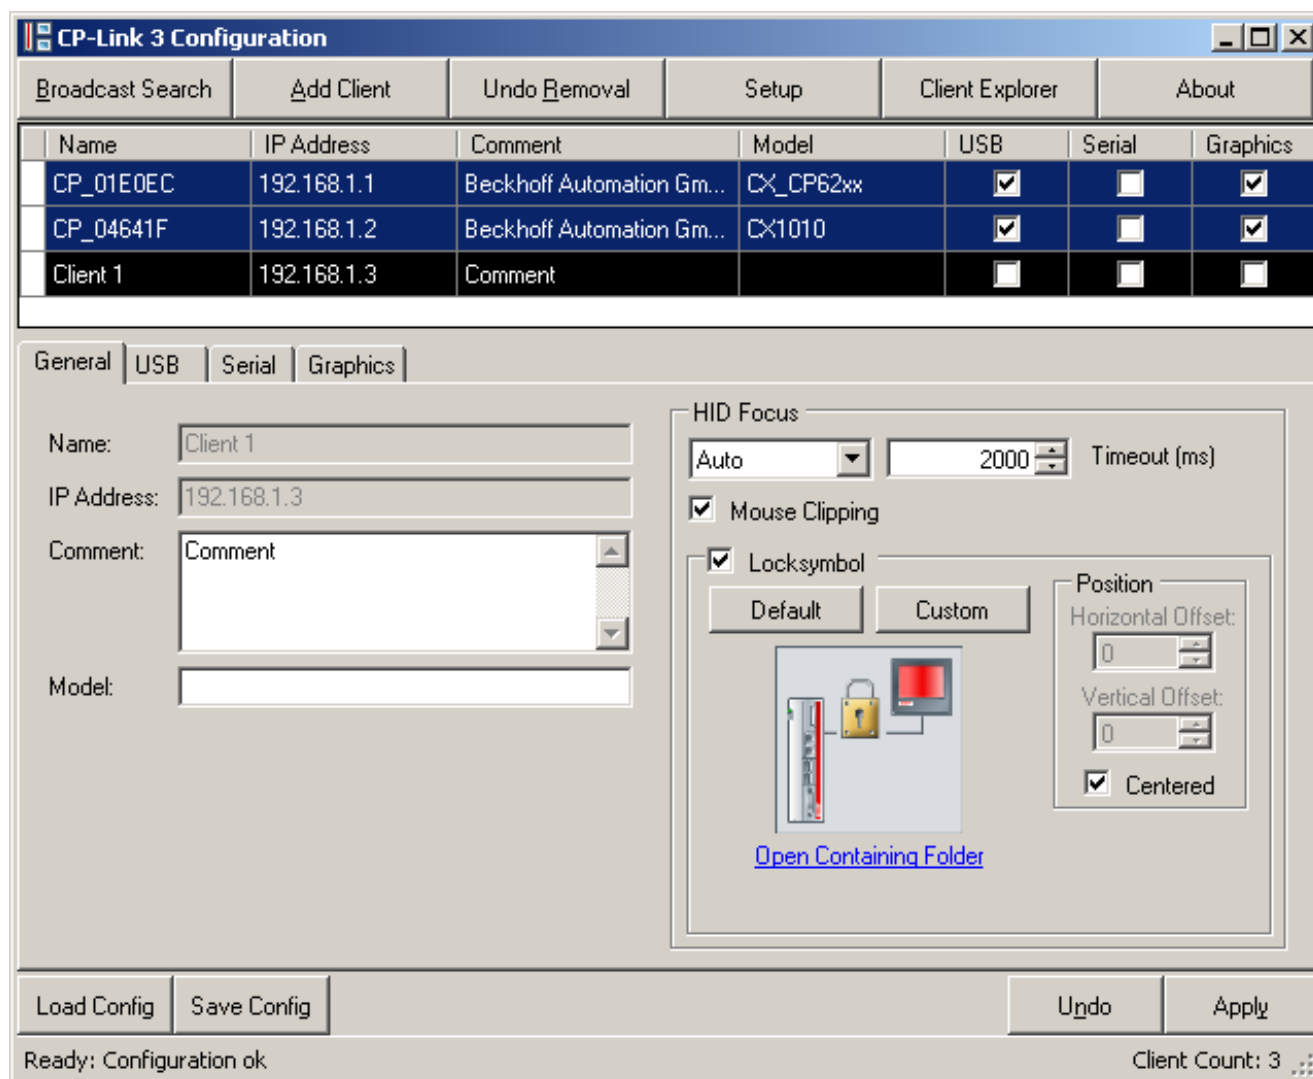 CP-Link 3 Configuration
Broadcast Search Add Client Undo Removal Setup Client Explorer About
Name IP Address Comment Model USB Serial Graphics
CP_01E0EC 192.168.1.1 Beckhoff Automation Gm... CX_CP62xx
CP_04641F 192.168.1.2 Beckhoff Automation Gm... CX1010
Client 1 192.168.1.3 Comment
General USB Serial Graphics
Name: Client 1
IP Address: 192.168.1.3
Comment: Comment
Model:
HID Focus
Auto 2000 Timeout (ms)
Mouse Clipping
Locksymbol
Default Custom
Open Containing Folder
Position
Horizontal Offset:
0
Vertical Offset:
0
Centered
Load Config Save Config Undo Apply
Ready: Configuration ok Client Count: 3